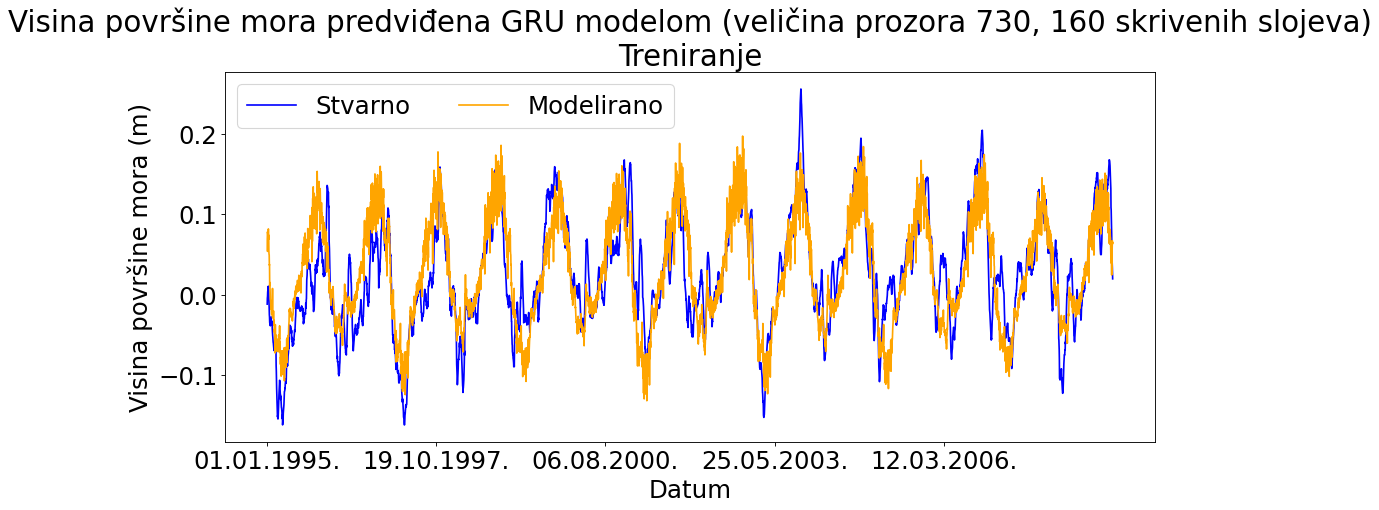 Visina površine mora predviđena GRU modelom (veličina prozora 730, 160 skrivenih slojeva)
Treniranje
Stvarno Modelirano
Visina površine mora (m)
0.2
0.1
0.0
−0.1
01.01.1995. 19.10.1997. 06.08.2000. 25.05.2003. 12.03.2006.
Datum